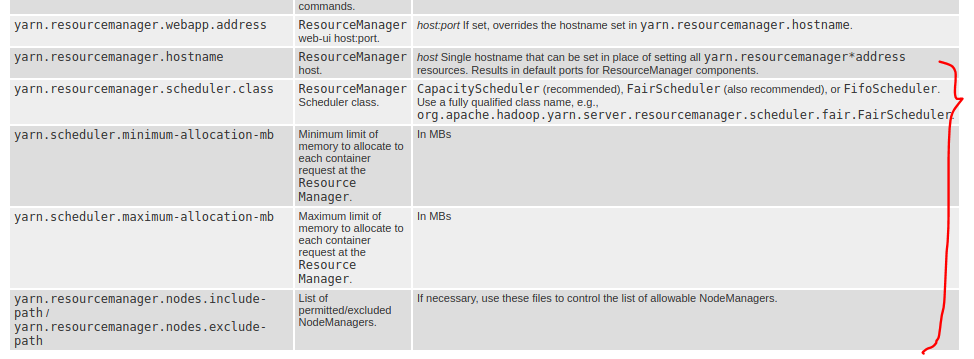 commands.
yarn.resourcemanager.webapp.address
ResourceManager
web-ui host:port.
host:port If set, overrides the hostname set in yarn.resourcemanager.hostname.
yarn.resourcemanager.hostname
ResourceManager
host.
host Single hostname that can be set in place of setting all yarn.resourcemanager*address
resources. Results in default ports for ResourceManager components.
yarn.resourcemanager.scheduler.class
ResourceManager
Scheduler class.
CapacityScheduler (recommended), FairScheduler (also recommended), or FifoScheduler.
Use a fully qualified class name, e.g.,
org.apache.hadoop.yarn.server.resourcemanager.scheduler.fair.FairScheduler.
yarn.scheduler.minimum-allocation-mb
Minimum limit of
memory to allocate to
each container
request at the
Resource
Manager.
In MBs
yarn.scheduler.maximum-allocation-mb
Maximum limit of
memory to allocate to
each container
request at the
Resource
Manager.
In MBs
yarn.resourcemanager.nodes.include-
path /
yarn.resourcemanager.nodes.exclude-
path
List of
permitted/excluded
NodeManagers.
If necessary, use these files to control the list of allowable NodeManagers.